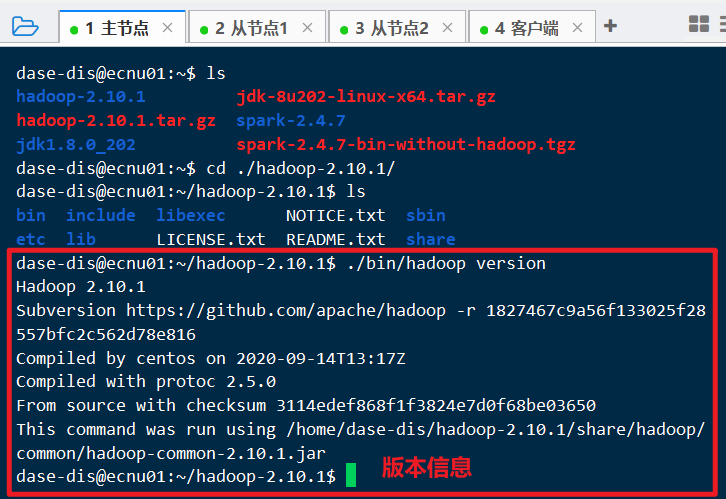 1 主节点 × 2 从节点1 × 3 从节点2 × 4 客户端 × +
dase-dis@ecnu01:~$ ls
hadoop-2.10.1 jdk-8u202-linux-x64.tar.gz
hadoop-2.10.1.tar.gz spark-2.4.7
jdk1.8.0_202 spark-2.4.7-bin-without-hadoop.tgz
dase-dis@ecnu01:~$ cd ./hadoop-2.10.1/
dase-dis@ecnu01:~/hadoop-2.10.1$ ls
bin include libexec NOTICE.txt sbin
etc lib LICENSE.txt README.txt share
dase-dis@ecnu01:~/hadoop-2.10.1$ ./bin/hadoop version
Hadoop 2.10.1
Subversion https://github.com/apache/hadoop -r 1827467c9a56f133025f28
557bfc2c562d78e816
Compiled by centos on 2020-09-14T13:17Z
Compiled with protoc 2.5.0
From source with checksum 3114edef868f1f3824e7d0f68be03650
This command was run using /home/dase-dis/hadoop-2.10.1/share/hadoop/
common/hadoop-common-2.10.1.jar
dase-dis@ecnu01:~/hadoop-2.10.1$
版本信息